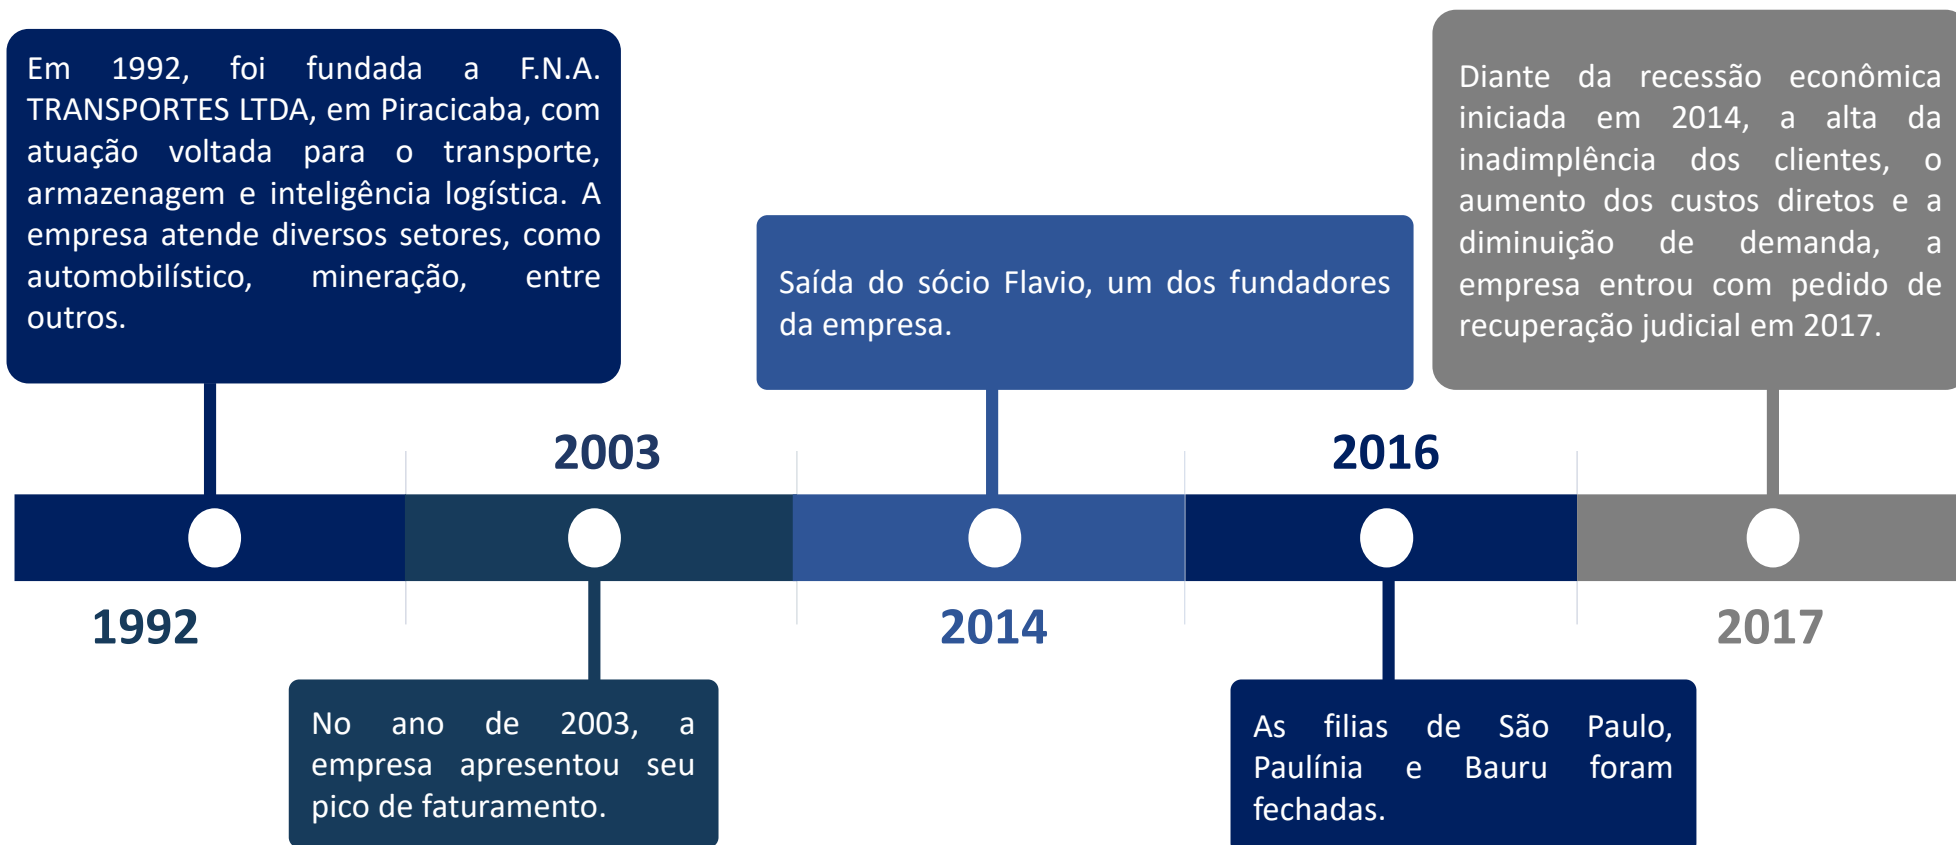 Em 1992, foi fundada a F.N.A.
TRANSPORTES LTDA, em Piracicaba, com
atuação voltada para o transporte,
armazenagem e inteligência logística. A
empresa atende diversos setores, como
automobilístico, mineração, entre
outros.
Saída do sócio Flavio, um dos fundadores
da empresa.
Diante da recessão econômica
iniciada em 2014, a alta da
inadimplência dos clientes, o
aumento dos custos diretos e a
diminuição de demanda, a
empresa entrou com pedido de
recuperação judicial em 2017.
2003
2016
1992
2014
2017
No ano de 2003, a
empresa apresentou seu
pico de faturamento.
As filias de São Paulo,
Paulínia e Bauru foram
fechadas.